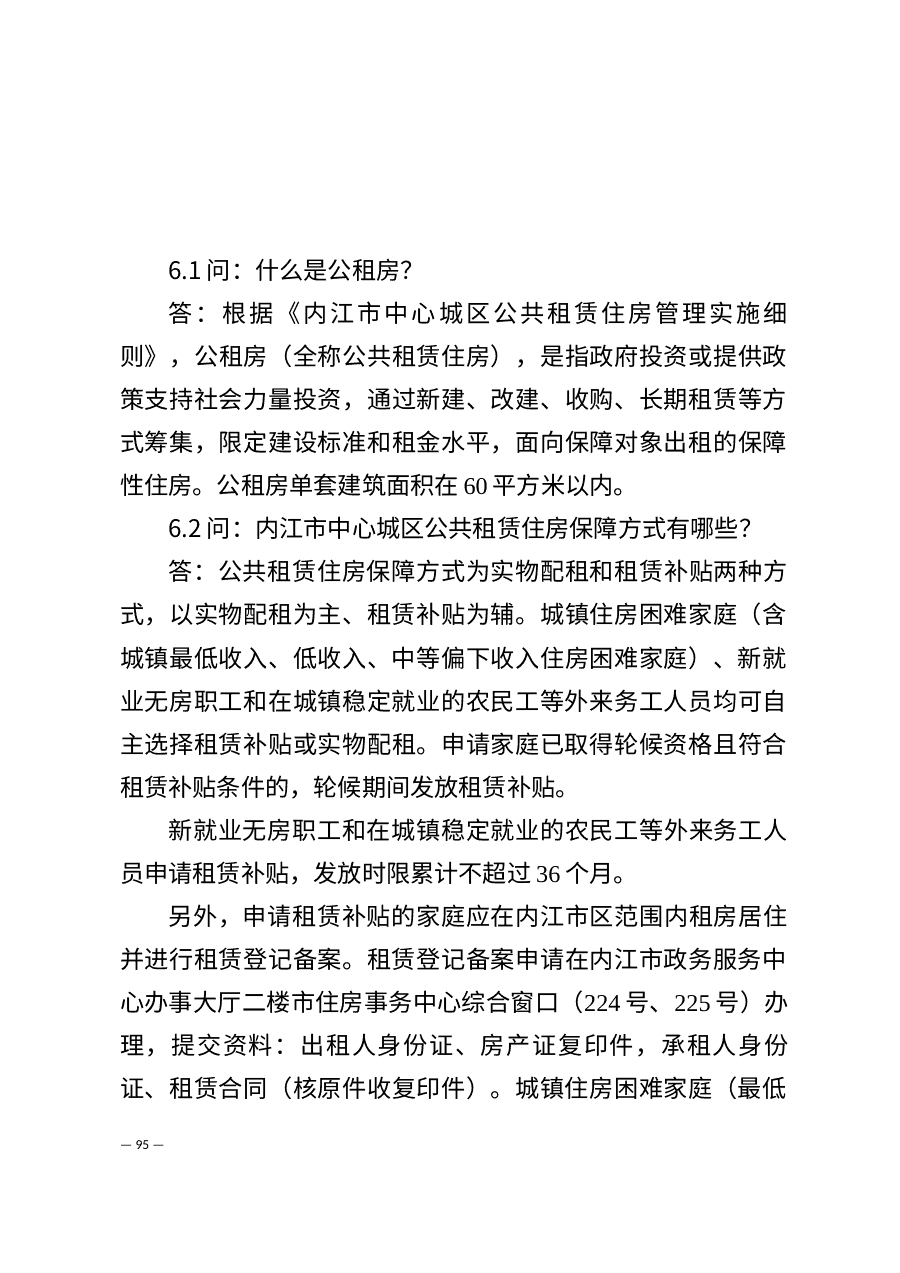 6.1 问：什么是公租房？
答：根据《内江市中心城区公共租赁住房管理实施细
则》，公租房（全称公共租赁住房），是指政府投资或提供政
策支持社会力量投资，通过新建、改建、收购、长期租赁等方
式筹集，限定建设标准和租金水平，面向保障对象出租的保障
性住房。公租房单套建筑面积在 60 平方米以内。
6.2 问：内江市中心城区公共租赁住房保障方式有哪些？
答：公共租赁住房保障方式为实物配租和租赁补贴两种方
式，以实物配租为主、租赁补贴为辅。城镇住房困难家庭（含
城镇最低收入、低收入、中等偏下收入住房困难家庭）、新就
业无房职工和在城镇稳定就业的农民工等外来务工人员均可自
主选择租赁补贴或实物配租。申请家庭已取得轮候资格且符合
租赁补贴条件的，轮候期间发放租赁补贴。
新就业无房职工和在城镇稳定就业的农民工等外来务工人
员申请租赁补贴，发放时限累计不超过 36 个月。
另外，申请租赁补贴的家庭应在内江市区范围内租房居住
并进行租赁登记备案。租赁登记备案申请在内江市政务服务中
心办事大厅二楼市住房事务中心综合窗口（224 号、225 号）办
理，提交资料：出租人身份证、房产证复印件，承租人身份
证、租赁合同（核原件收复印件）。城镇住房困难家庭（最低
— 95 —